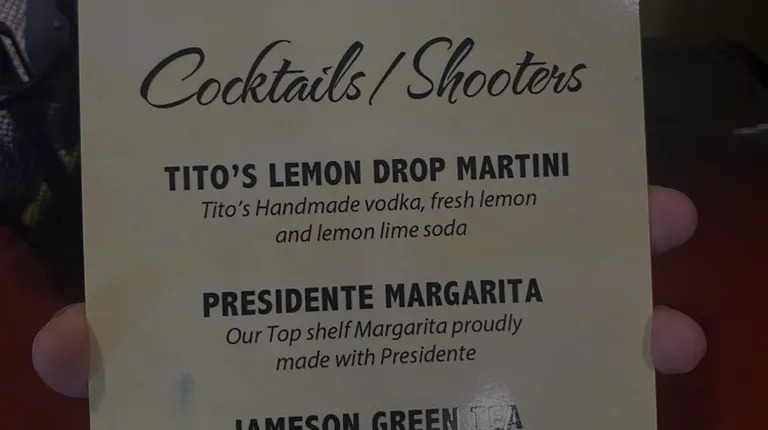 Cocktails / Shooters
TITO'S LEMON DROP MARTINI
Tito's Handmade vodka, fresh lemon
and lemon lime soda
PRESIDENTE MARGARITA
Our Top shelf Margarita proudly
made with Presidente
JAMESON GREEN TEA